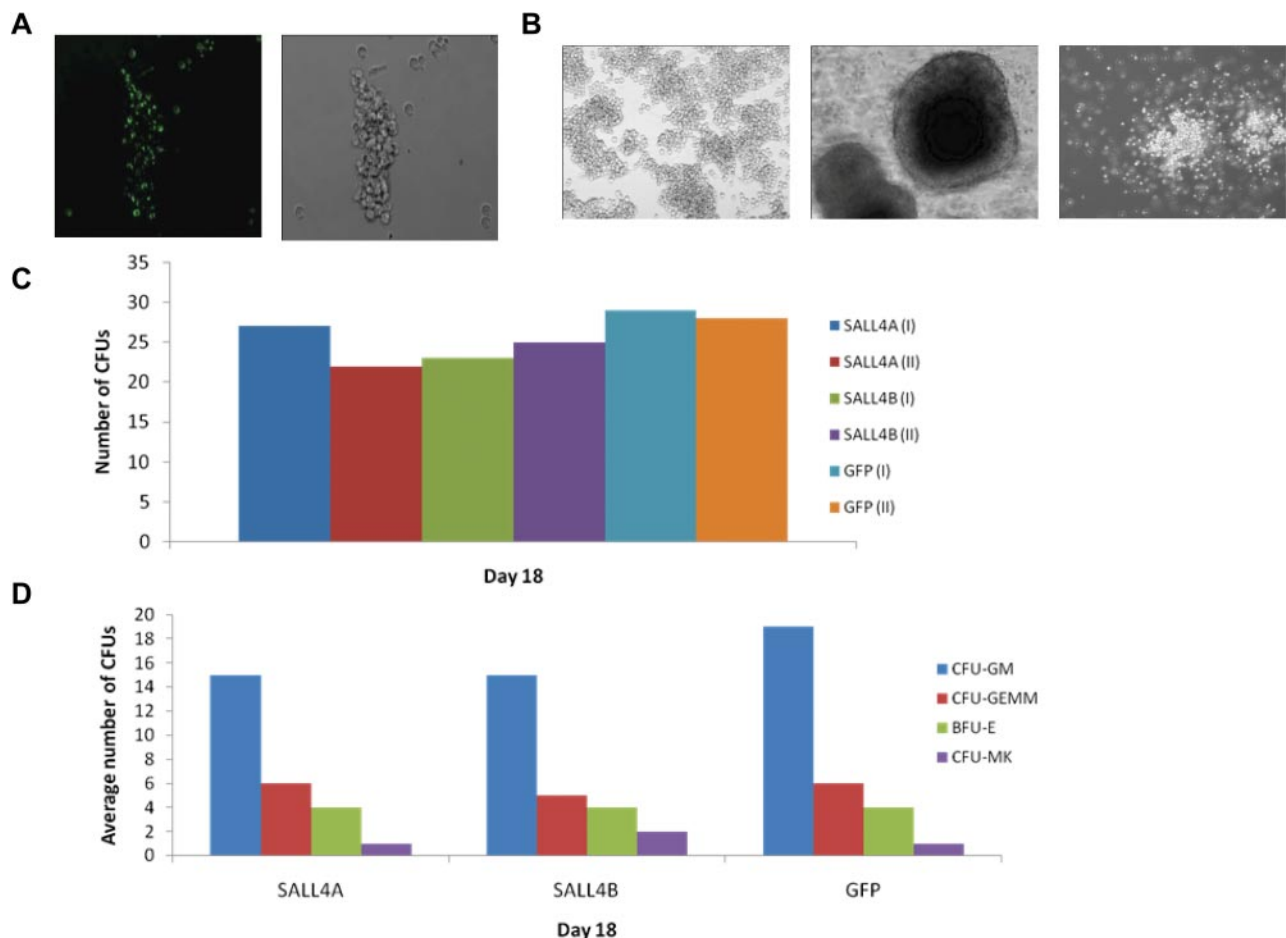 A
B
C
Number of CFUs
35
30
25
20
15
10
5
0
Day 18
SALL4A (I)
SALL4A (II)
SALL4B (I)
SALL4B (II)
GFP (I)
GFP (II)
D
Average number of CFUs
20
18
16
14
12
10
8
6
4
2
0
SALL4A
SALL4B
GFP
Day 18
CFU-GM
CFU-GEMM
BFU-E
CFU-MK